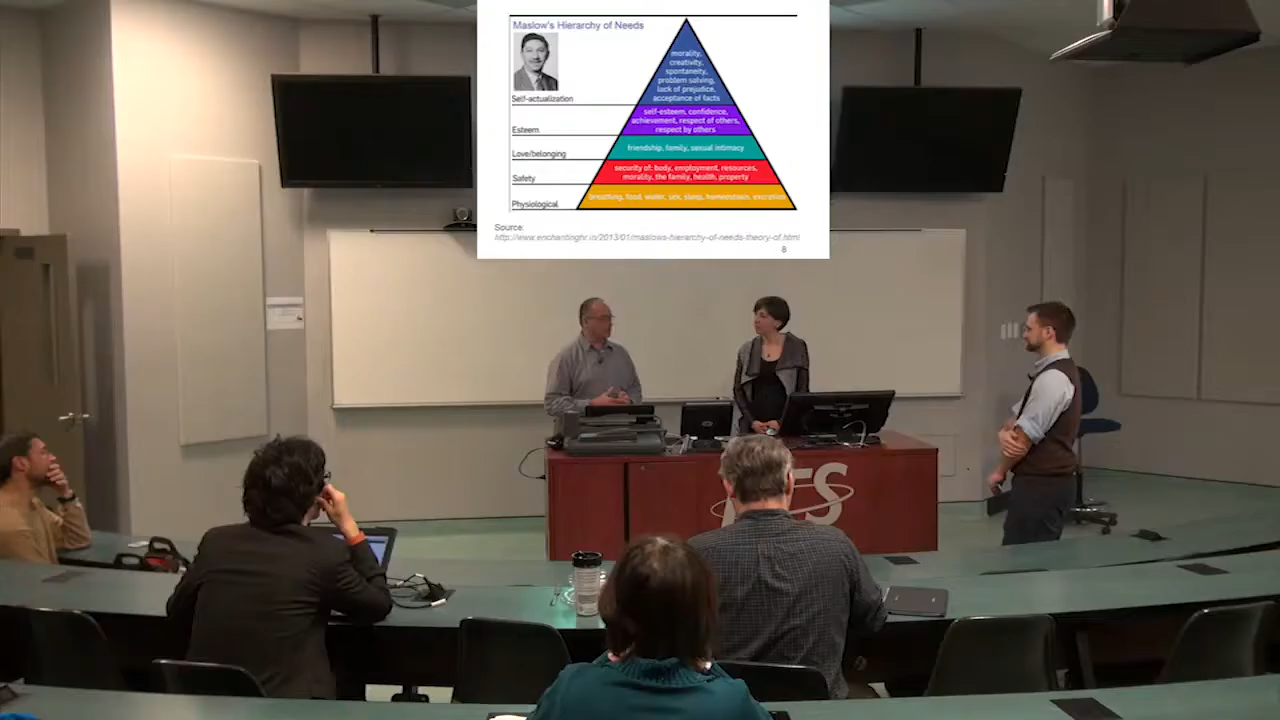 Maslow's Hierarchy of Needs
morality,
creativity,
spontaneity,
problem solving,
lack of prejudice,
acceptance of facts
Self-actualization
self-esteem, confidence,
achievement, respect of others,
respect by others
Esteem
friendship, family, sexual intimacy
Love/belonging
security of: body, employment, resources,
morality, the family, health, property
Safety
breathing, food, water, sex, sleep, homeostasis, excretion
Physiological
Source:
http://www.enchantinghr.in/2013/01/maslows-hierarchy-of-needs-theory-of.html
8